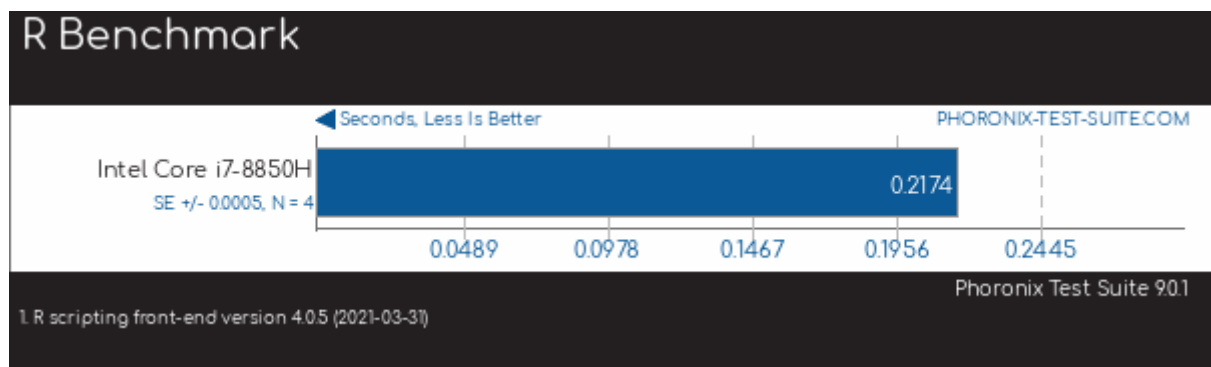 R Benchmark
Seconds, Less Is Better
PHORONIX-TEST-SUITE.COM
Intel Core i7-8850H
0.2174
SE +/- 0.0005, N = 4
0.0489 0.0978 0.1467 0.1956 0.2445
Phoronix Test Suite 9.0.1
1. R scripting front-end version 4.0.5 (2021-03-31)